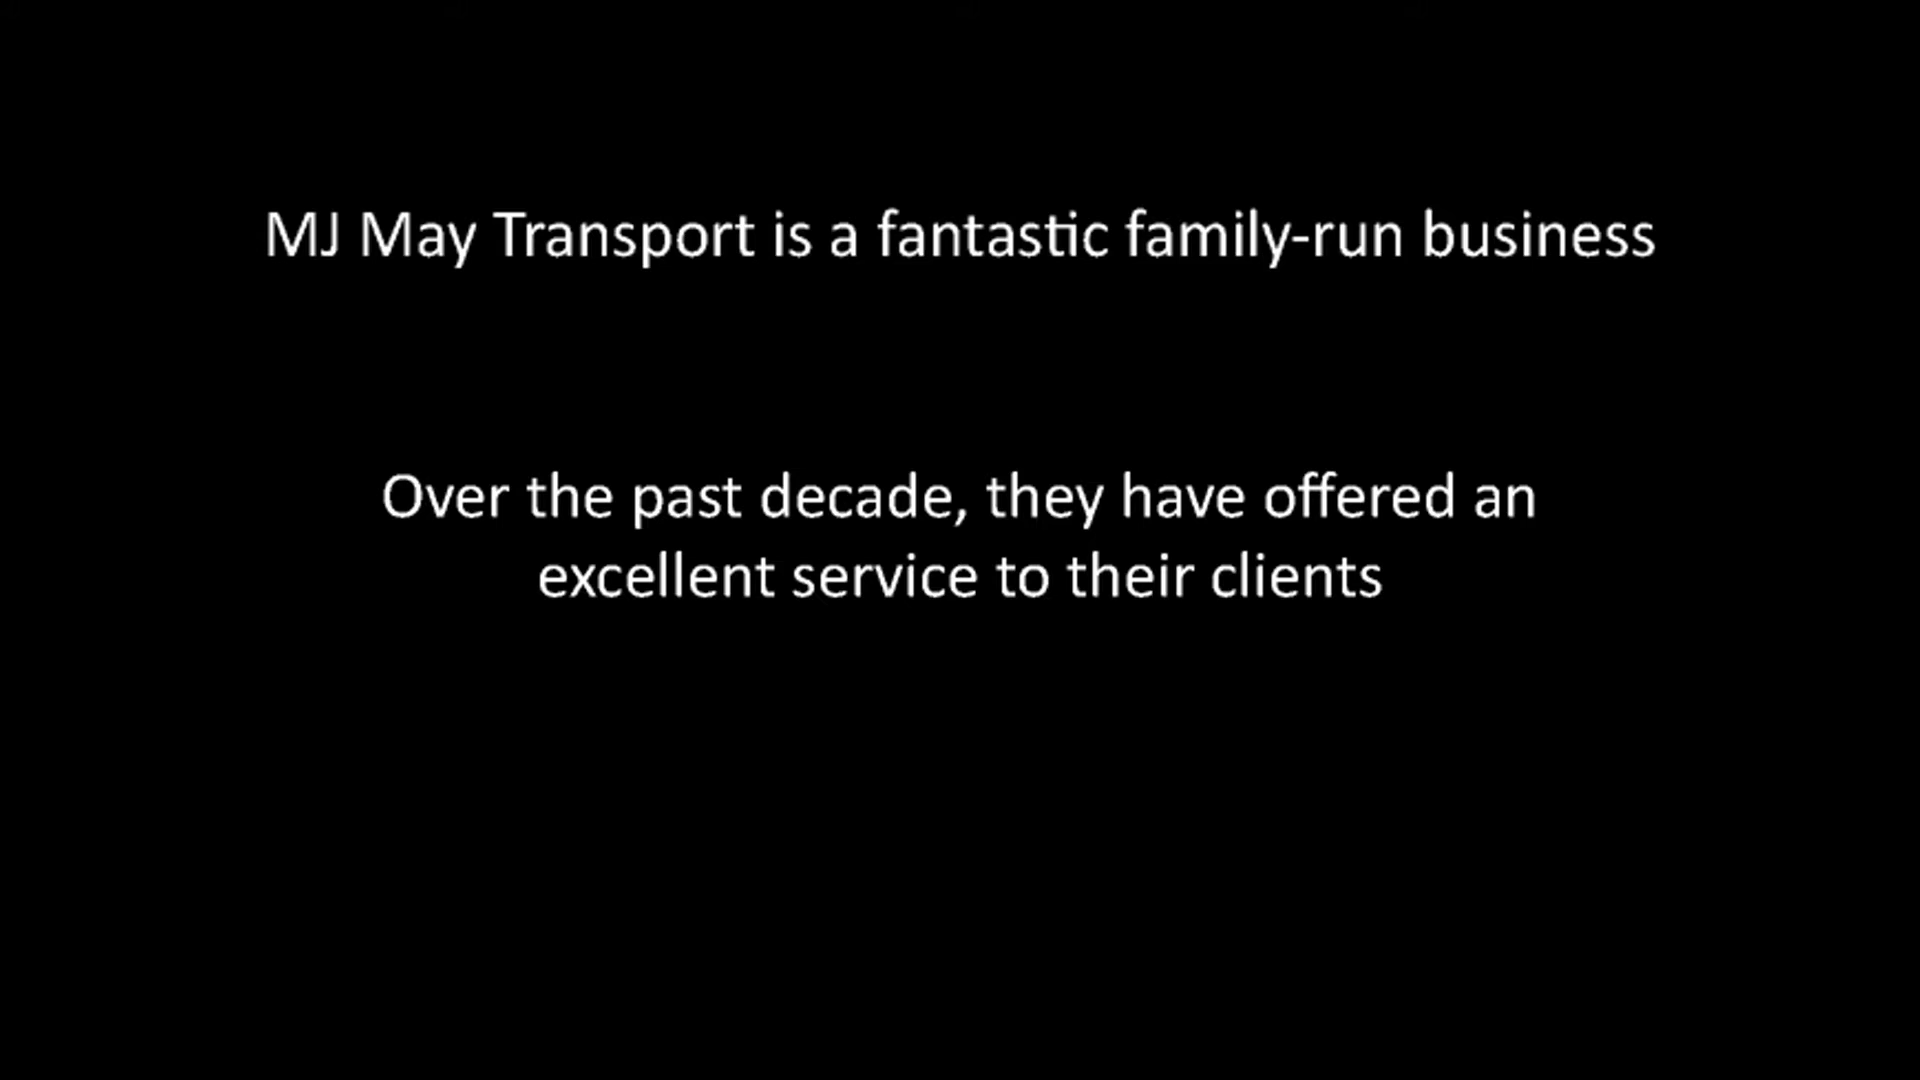 MJ May Transport is a fantastic family-run business
Over the past decade, they have offered an
excellent service to their clients